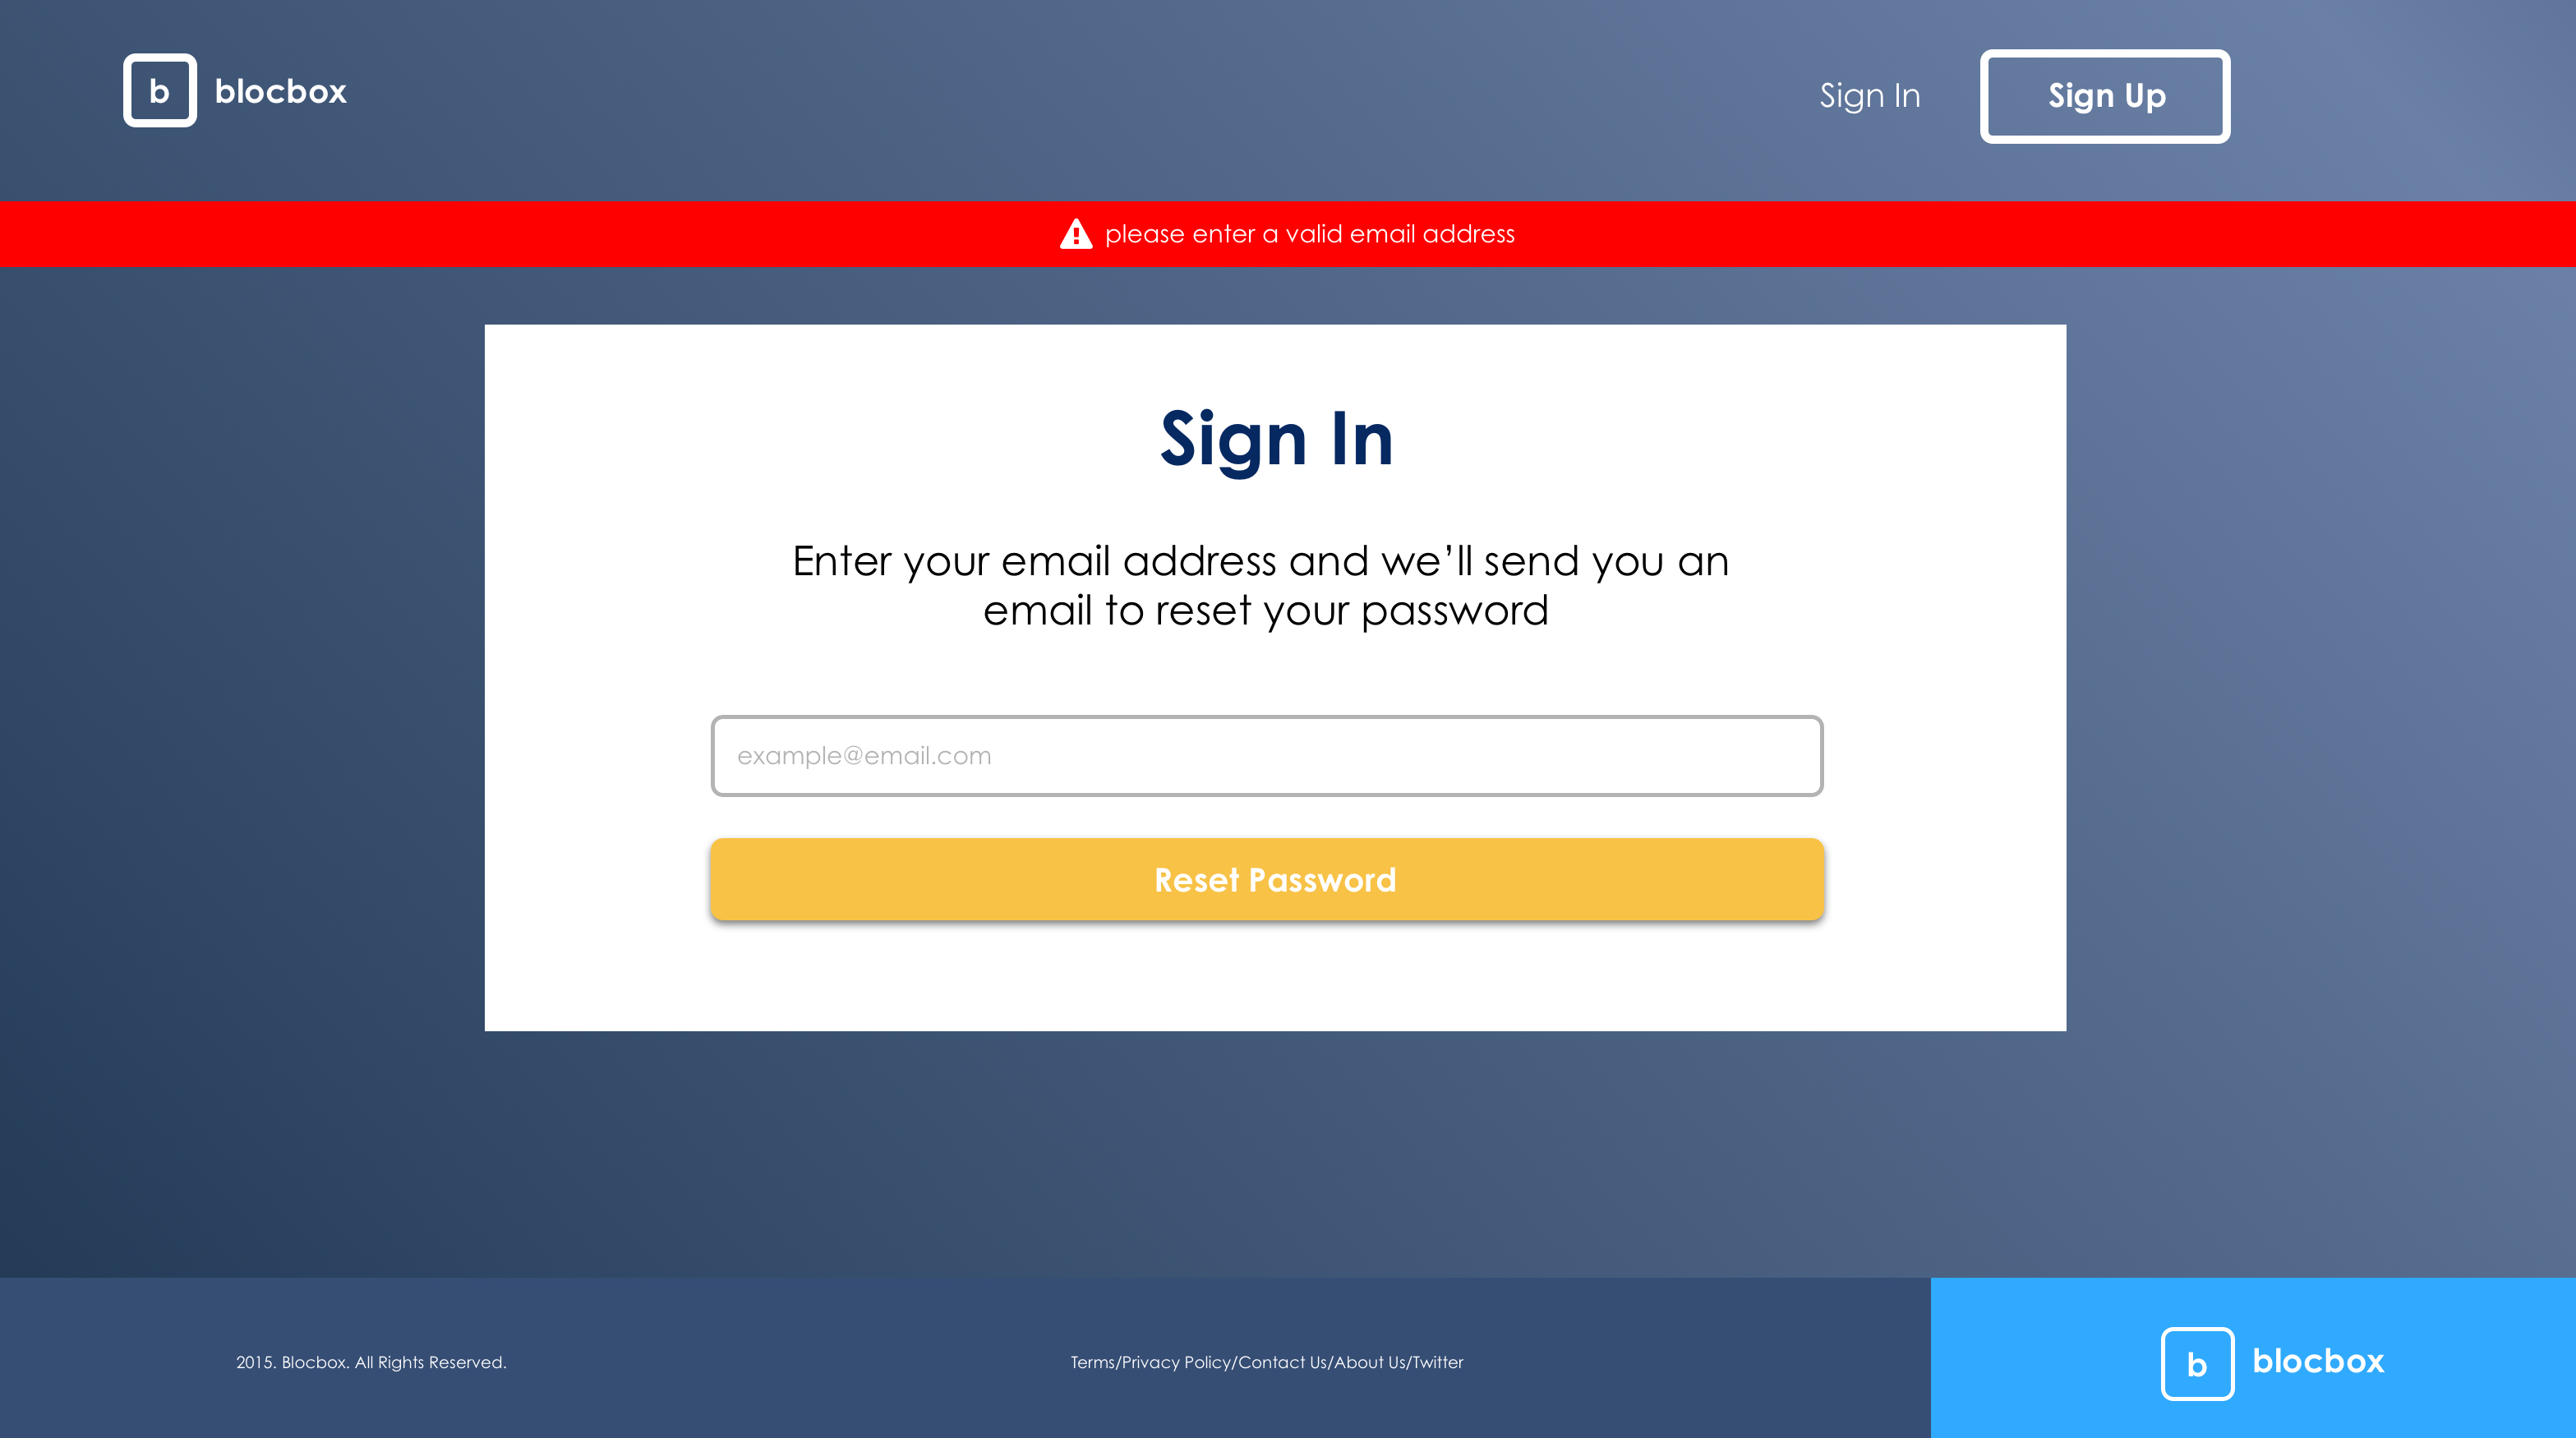 b blocbox
Sign In
Sign Up
please enter a valid email address
Sign In
Enter your email address and we’ll send you an
email to reset your password
example@email.com
Reset Password
2015. Blocbox. All Rights Reserved.
Terms/Privacy Policy/Contact Us/About Us/Twitter
b blocbox